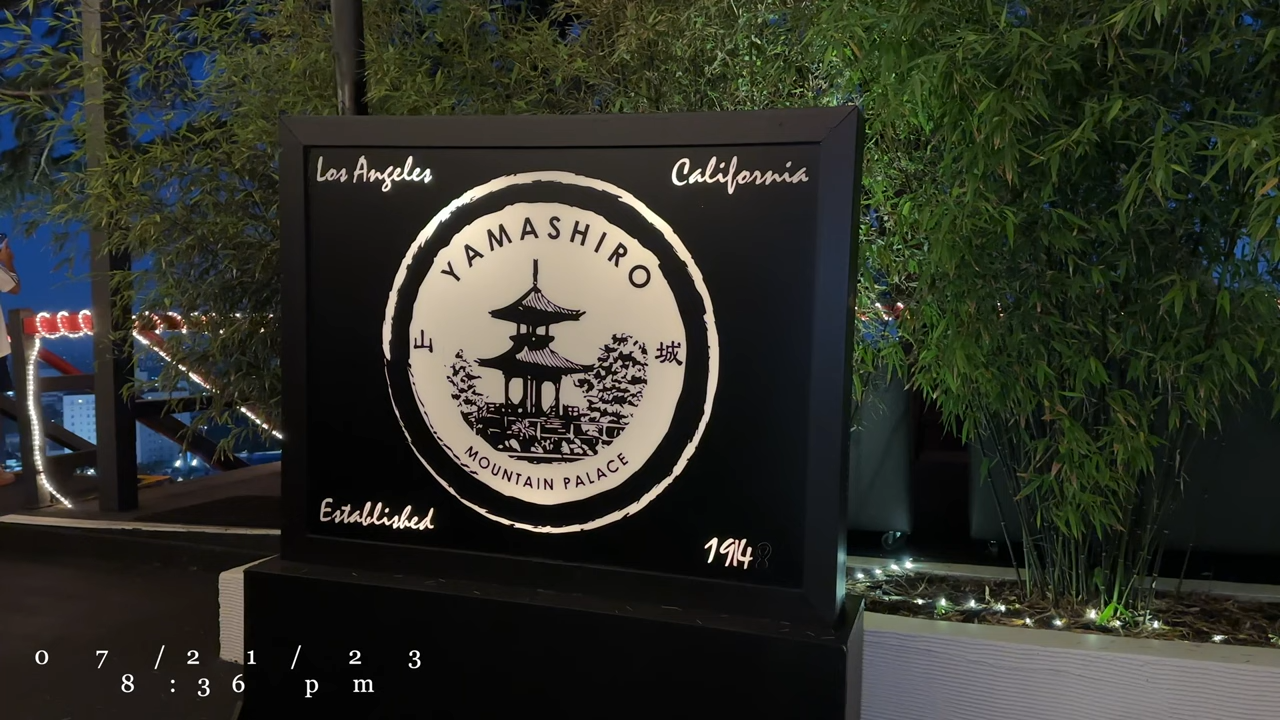 Los Angeles
California
YAMASHIRO
山
城
MOUNTAIN PALACE
Established
1914
07/21/23
8:36 pm